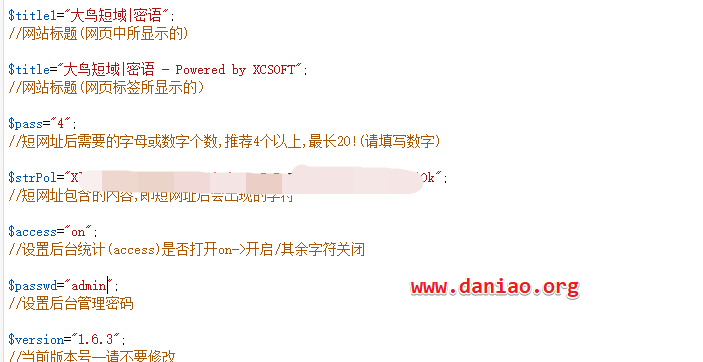 $title1="大鸟短域|密语";
//网站标题(网页中所显示的)
$title="大鸟短域|密语 - Powered by XCSOFT";
//网站标题(网页标签所显示的)
$pass="4";
//短网址后需要的字母或数字个数,推荐4个以上,最长20!(请填写数字)
$strPol="X Ok";
//短网址包含的内容,即短网址后会出现的字符
$access="on";
//设置后台统计(access)是否打开on->开启/其余字符关闭
$passwd="admin";
www.daniao.org
//设置后台管理密码
$version="1.6.3";
//当前版本号—请不要修改